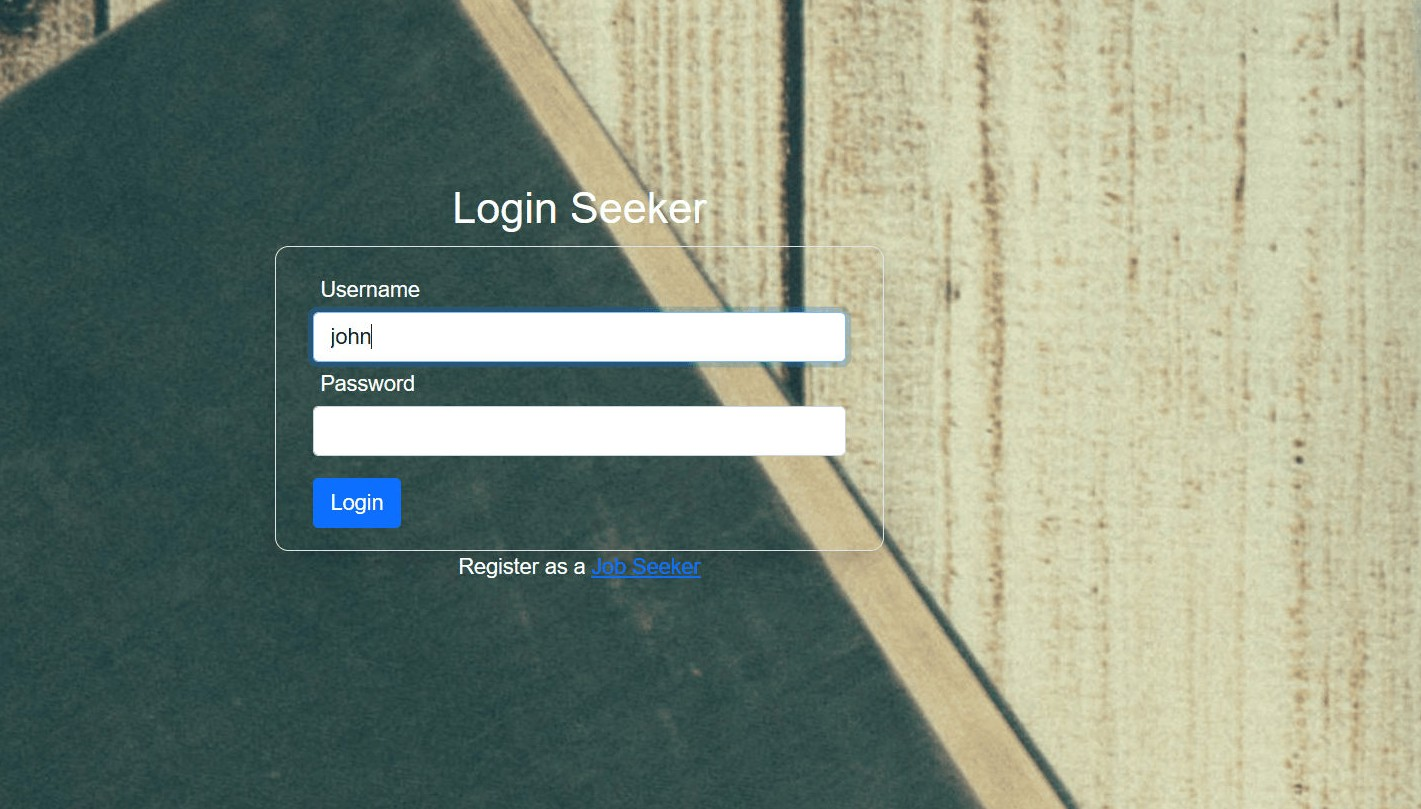 Login Seeker
Username
john
Password
Login
Register as a Job Seeker